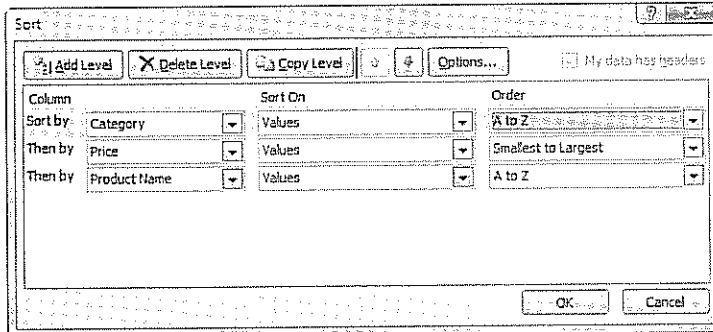 Sort
Add Level Delete Level Copy Level Options... My data has headers
Column Sort On Order
Sort by Category Values A to Z
Then by Price Values Smallest to Largest
Then by Product Name Values A to Z
OK Cancel